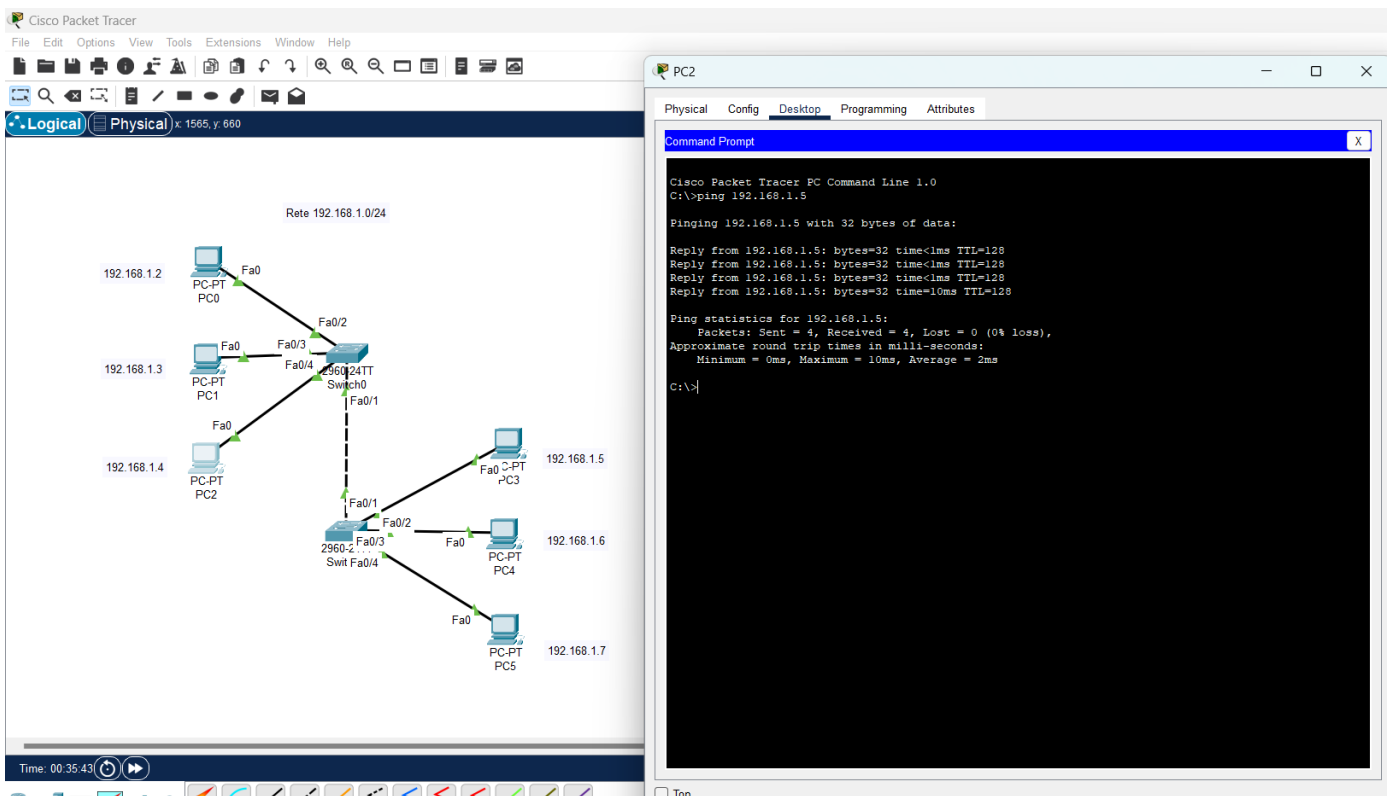 Cisco Packet Tracer
File Edit Options View Tools Extensions Window Help
Logical Physical x: 1565, y: 660
Rete 192.168.1.0/24
192.168.1.2
Fa0
PC-PT
PC0
Fa0/2
192.168.1.3
Fa0
Fa0/3
Fa0/4
PC-PT
PC1
2960-24TT
Switch0
Fa0/1
192.168.1.4
Fa0
PC-PT
PC2
192.168.1.5
Fa0
PC3
Fa0/1
Fa0/2
Fa0/3
Fa0/4
Fa0
192.168.1.6
PC-PT
PC4
Fa0
192.168.1.7
PC-PT
PC5
Time: 00:35:43
PC2
Physical Config Desktop Programming Attributes
Command Prompt
X
Cisco Packet Tracer PC Command Line 1.0
C:\>ping 192.168.1.5
Pinging 192.168.1.5 with 32 bytes of data:
Reply from 192.168.1.5: bytes=32 time<1ms TTL=128
Reply from 192.168.1.5: bytes=32 time<1ms TTL=128
Reply from 192.168.1.5: bytes=32 time<1ms TTL=128
Reply from 192.168.1.5: bytes=32 time=10ms TTL=128
Ping statistics for 192.168.1.5:
Packets: Sent = 4, Received = 4, Lost = 0 (0% loss),
Approximate round trip times in milli-seconds:
Minimum = 0ms, Maximum = 10ms, Average = 2ms
C:\>
Top